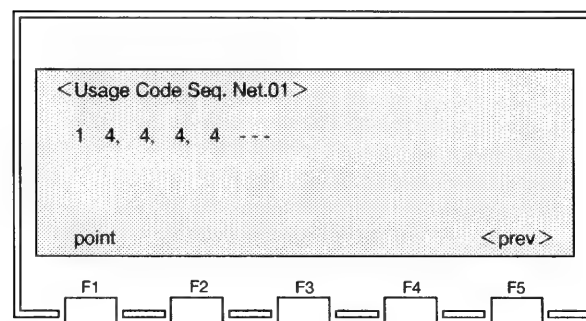 <Usage Code Seq. Net.01>
1 4, 4, 4, 4 ---
point <prev>
F1 F2 F3 F4 F5